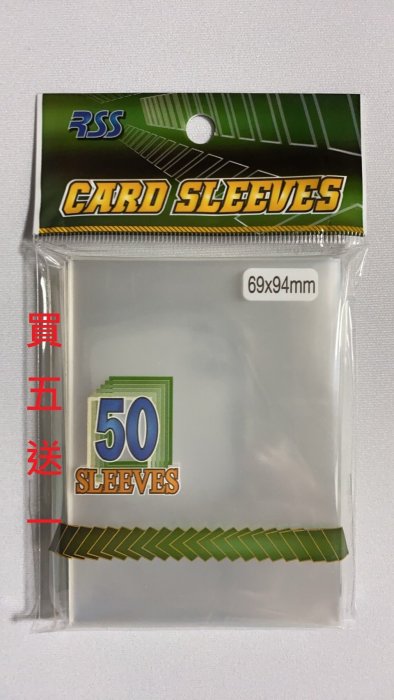 RSS
CARD SLEEVES
69x94mm
買五送一
50
SLEEVES